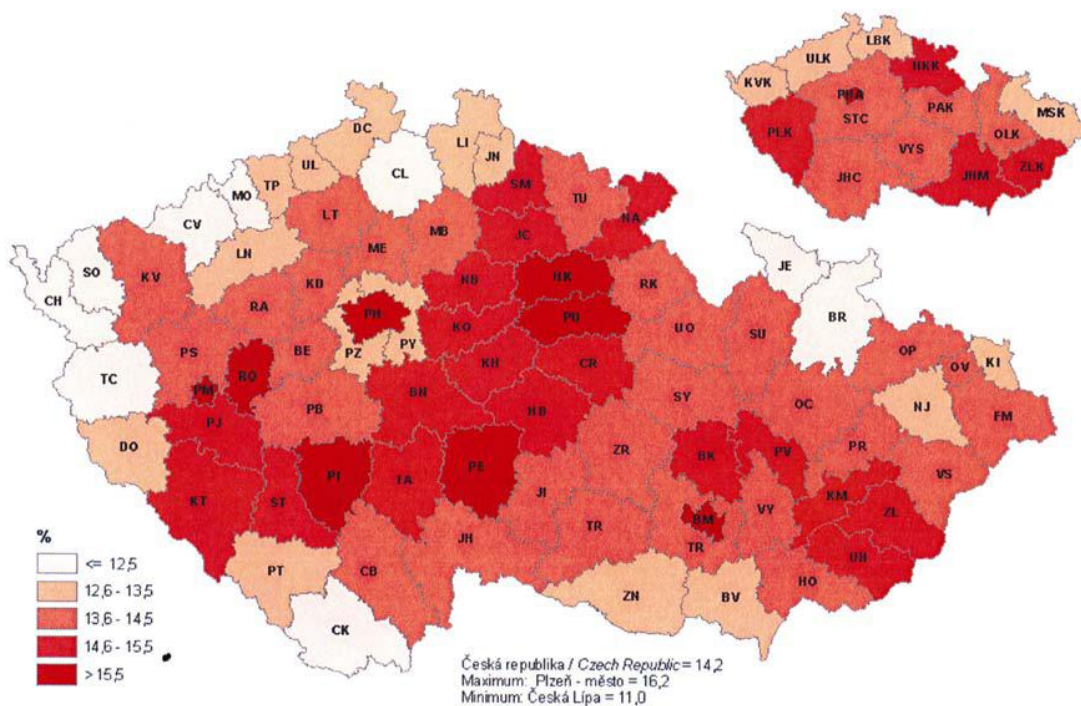 LBK
ULK
HKK
KVK
PHA
PAK
MSK
STC
OLK
PLK
VYS
ZLK
JHM
JHC
DC
LI
JN
UL
CL
TP
SM
TU
MO
CV
LT
NA
JC
MB
ME
LN
SO
KV
JE
CH
KD
NB
HK
RK
RA
PH
PU
BR
KO
UO
SU
PS
BE
PZ
PY
OP
KI
TC
RO
KH
CR
OV
PM
BN
SY
OC
NJ
FM
PJ
PB
HB
DO
PR
ZR
BK
PV
VS
KT
ST
PI
TA
PE
KM
ZL
JI
BM
VY
TR
JH
TR
UH
PT
CB
HO
ZN
BV
CK
%
<= 12,5
12,6 - 13,5
13,6 - 14,5
14,6 - 15,5
> 15,5
Česká republika / Czech Republic = 14,2
Maximum: Plzeň - město = 16,2
Minimum: Česká Lípa = 11,0